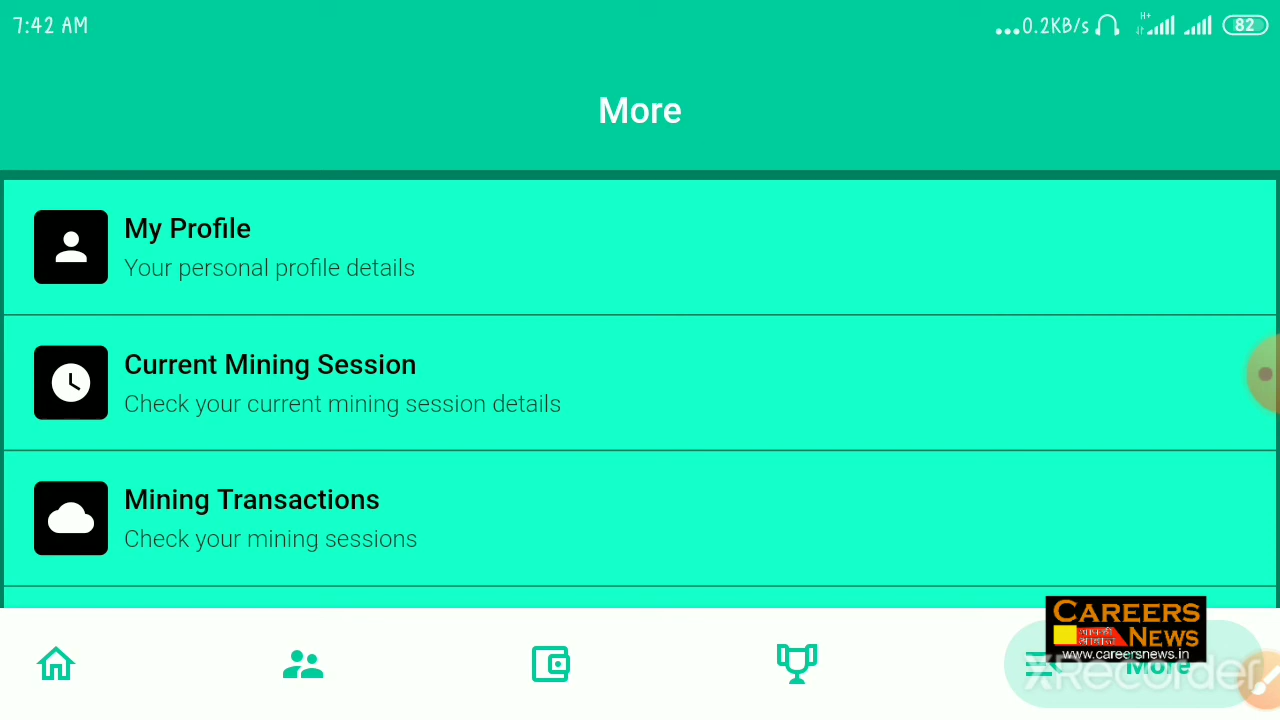 7:42 AM
...0.2KB/s
H+
82
More
My Profile
Your personal profile details
Current Mining Session
Check your current mining session details
Mining Transactions
Check your mining sessions
CAREERS
NEWS
www.careersnews.in
More
XRecorder